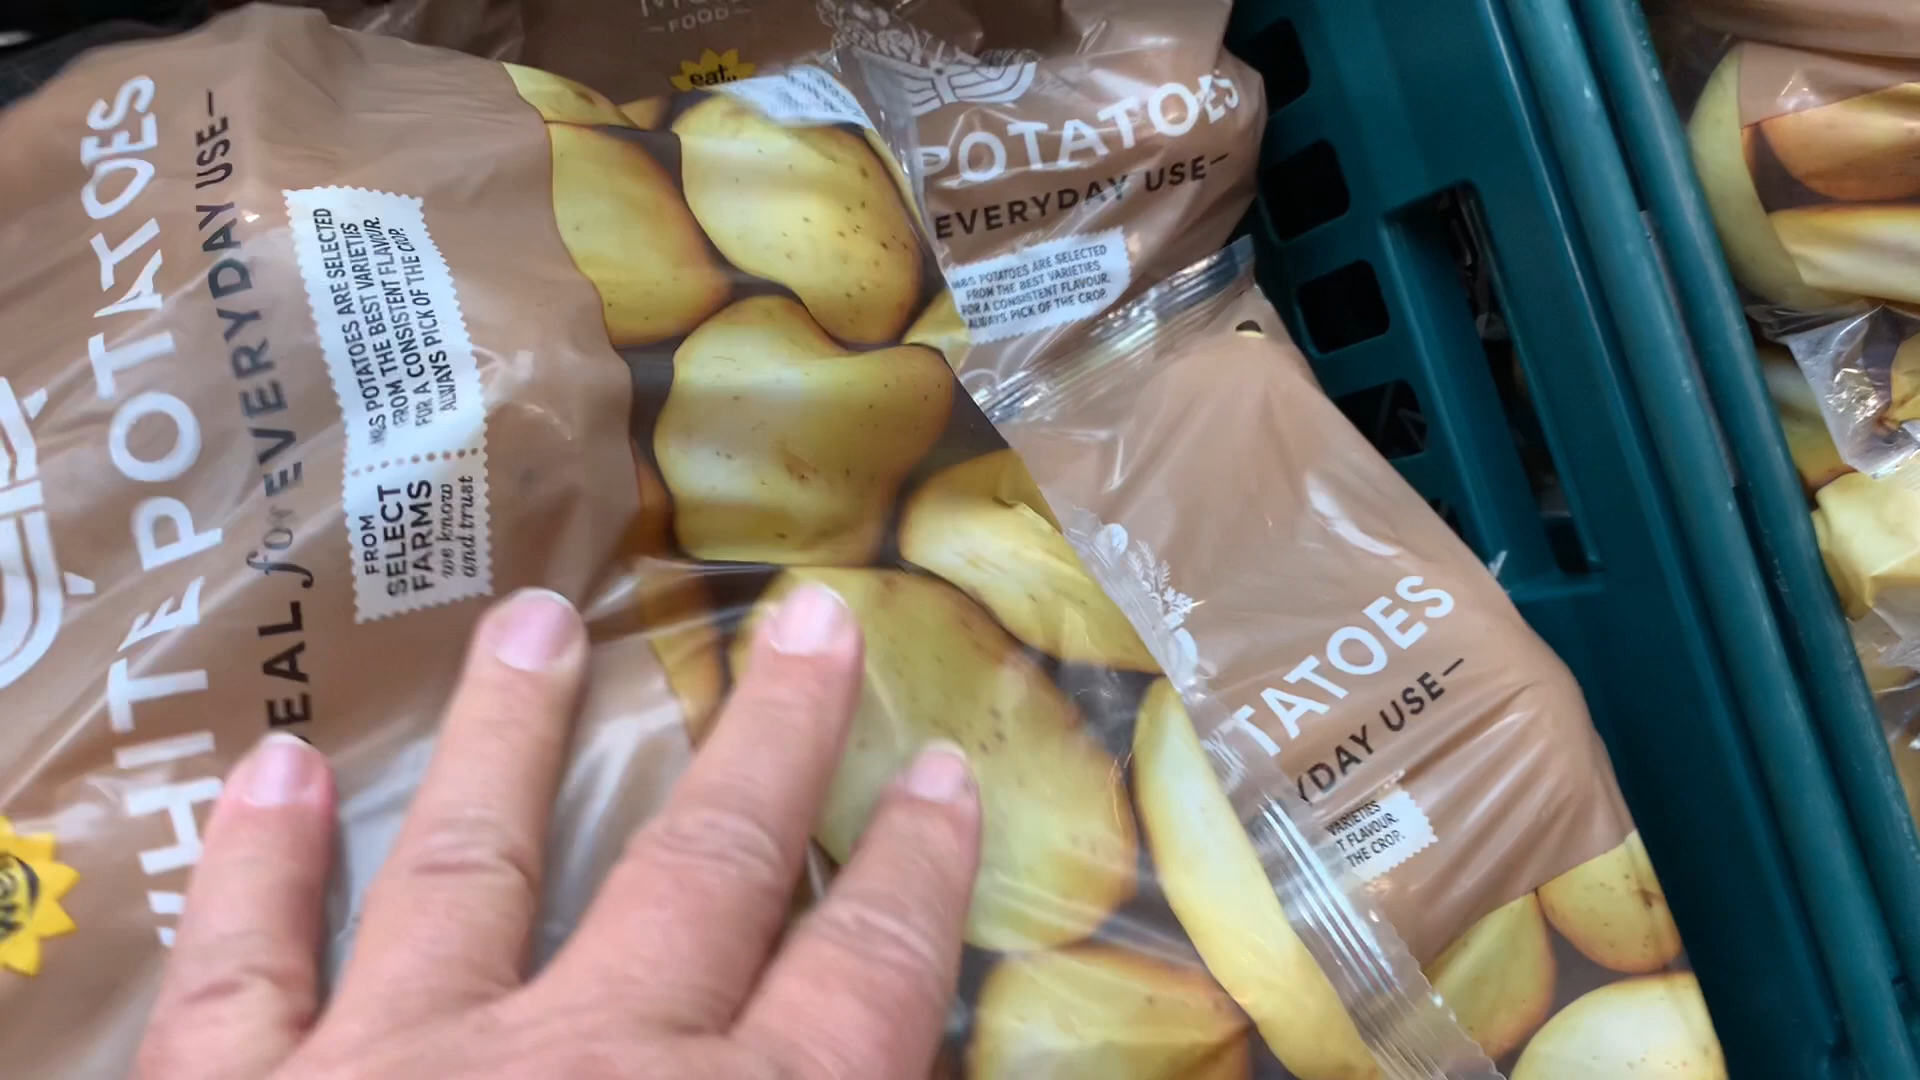 WHITE POTATOES
IDEAL for EVERYDAY USE—
M&S POTATOES ARE SELECTED
FROM THE BEST VARIETIES
FOR A CONSISTENT FLAVOUR.
ALWAYS PICK OF THE CROP.
FROM
SELECT
FARMS
we know
and trust
—FOOD—
eat
POTATOES
EVERYDAY USE—
M&S POTATOES ARE SELECTED
FROM THE BEST VARIETIES
FOR A CONSISTENT FLAVOUR.
ALWAYS PICK OF THE CROP.
TATOES
YDAY USE—
VARIETIES
T FLAVOUR.
THE CROP.